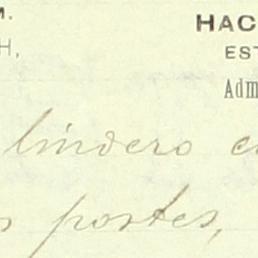 M. HAC
H, EST
Adm
lindero
postes,